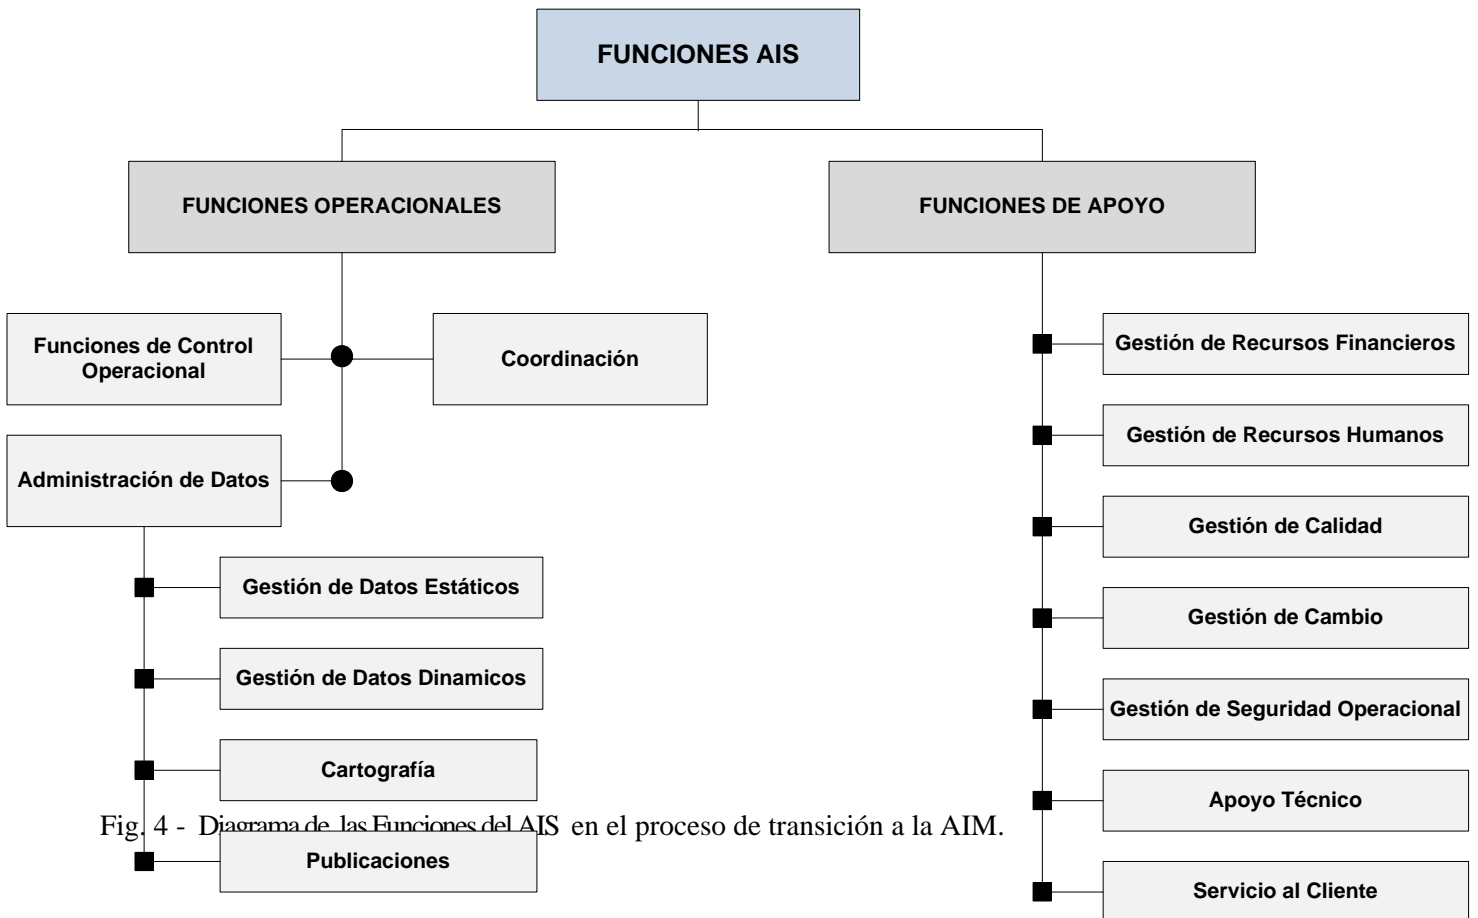 FUNCIONES AIS
FUNCIONES OPERACIONALES
FUNCIONES DE APOYO
Funciones de Control
Operacional
Coordinación
Administración de Datos
Gestión de Datos Estáticos
Gestión de Datos Dinamicos
Cartografía
Publicaciones
Gestión de Recursos Financieros
Gestión de Recursos Humanos
Gestión de Calidad
Gestión de Cambio
Gestión de Seguridad Operacional
Apoyo Técnico
Servicio al Cliente
Fig. 4 - Diagrama de las Funciones del AIS en el proceso de transición a la AIM.